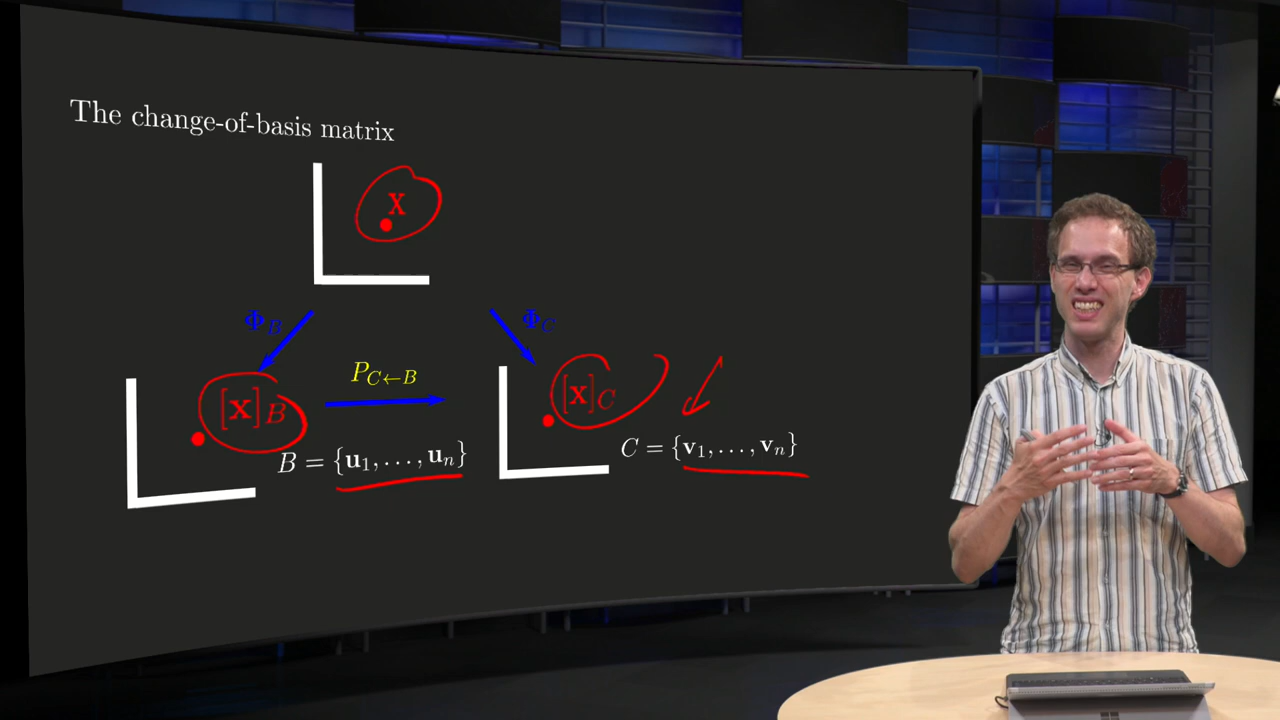 The change-of-basis matrix
x
Φ_B
Φ_C
P_{C←B}
[x]_B
[x]_C
B = {u_1, ..., u_n}
C = {v_1, ..., v_n}